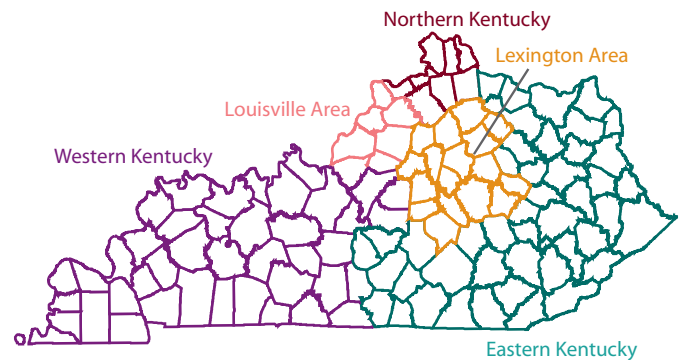 Northern Kentucky
Lexington Area
Louisville Area
Western Kentucky
Eastern Kentucky